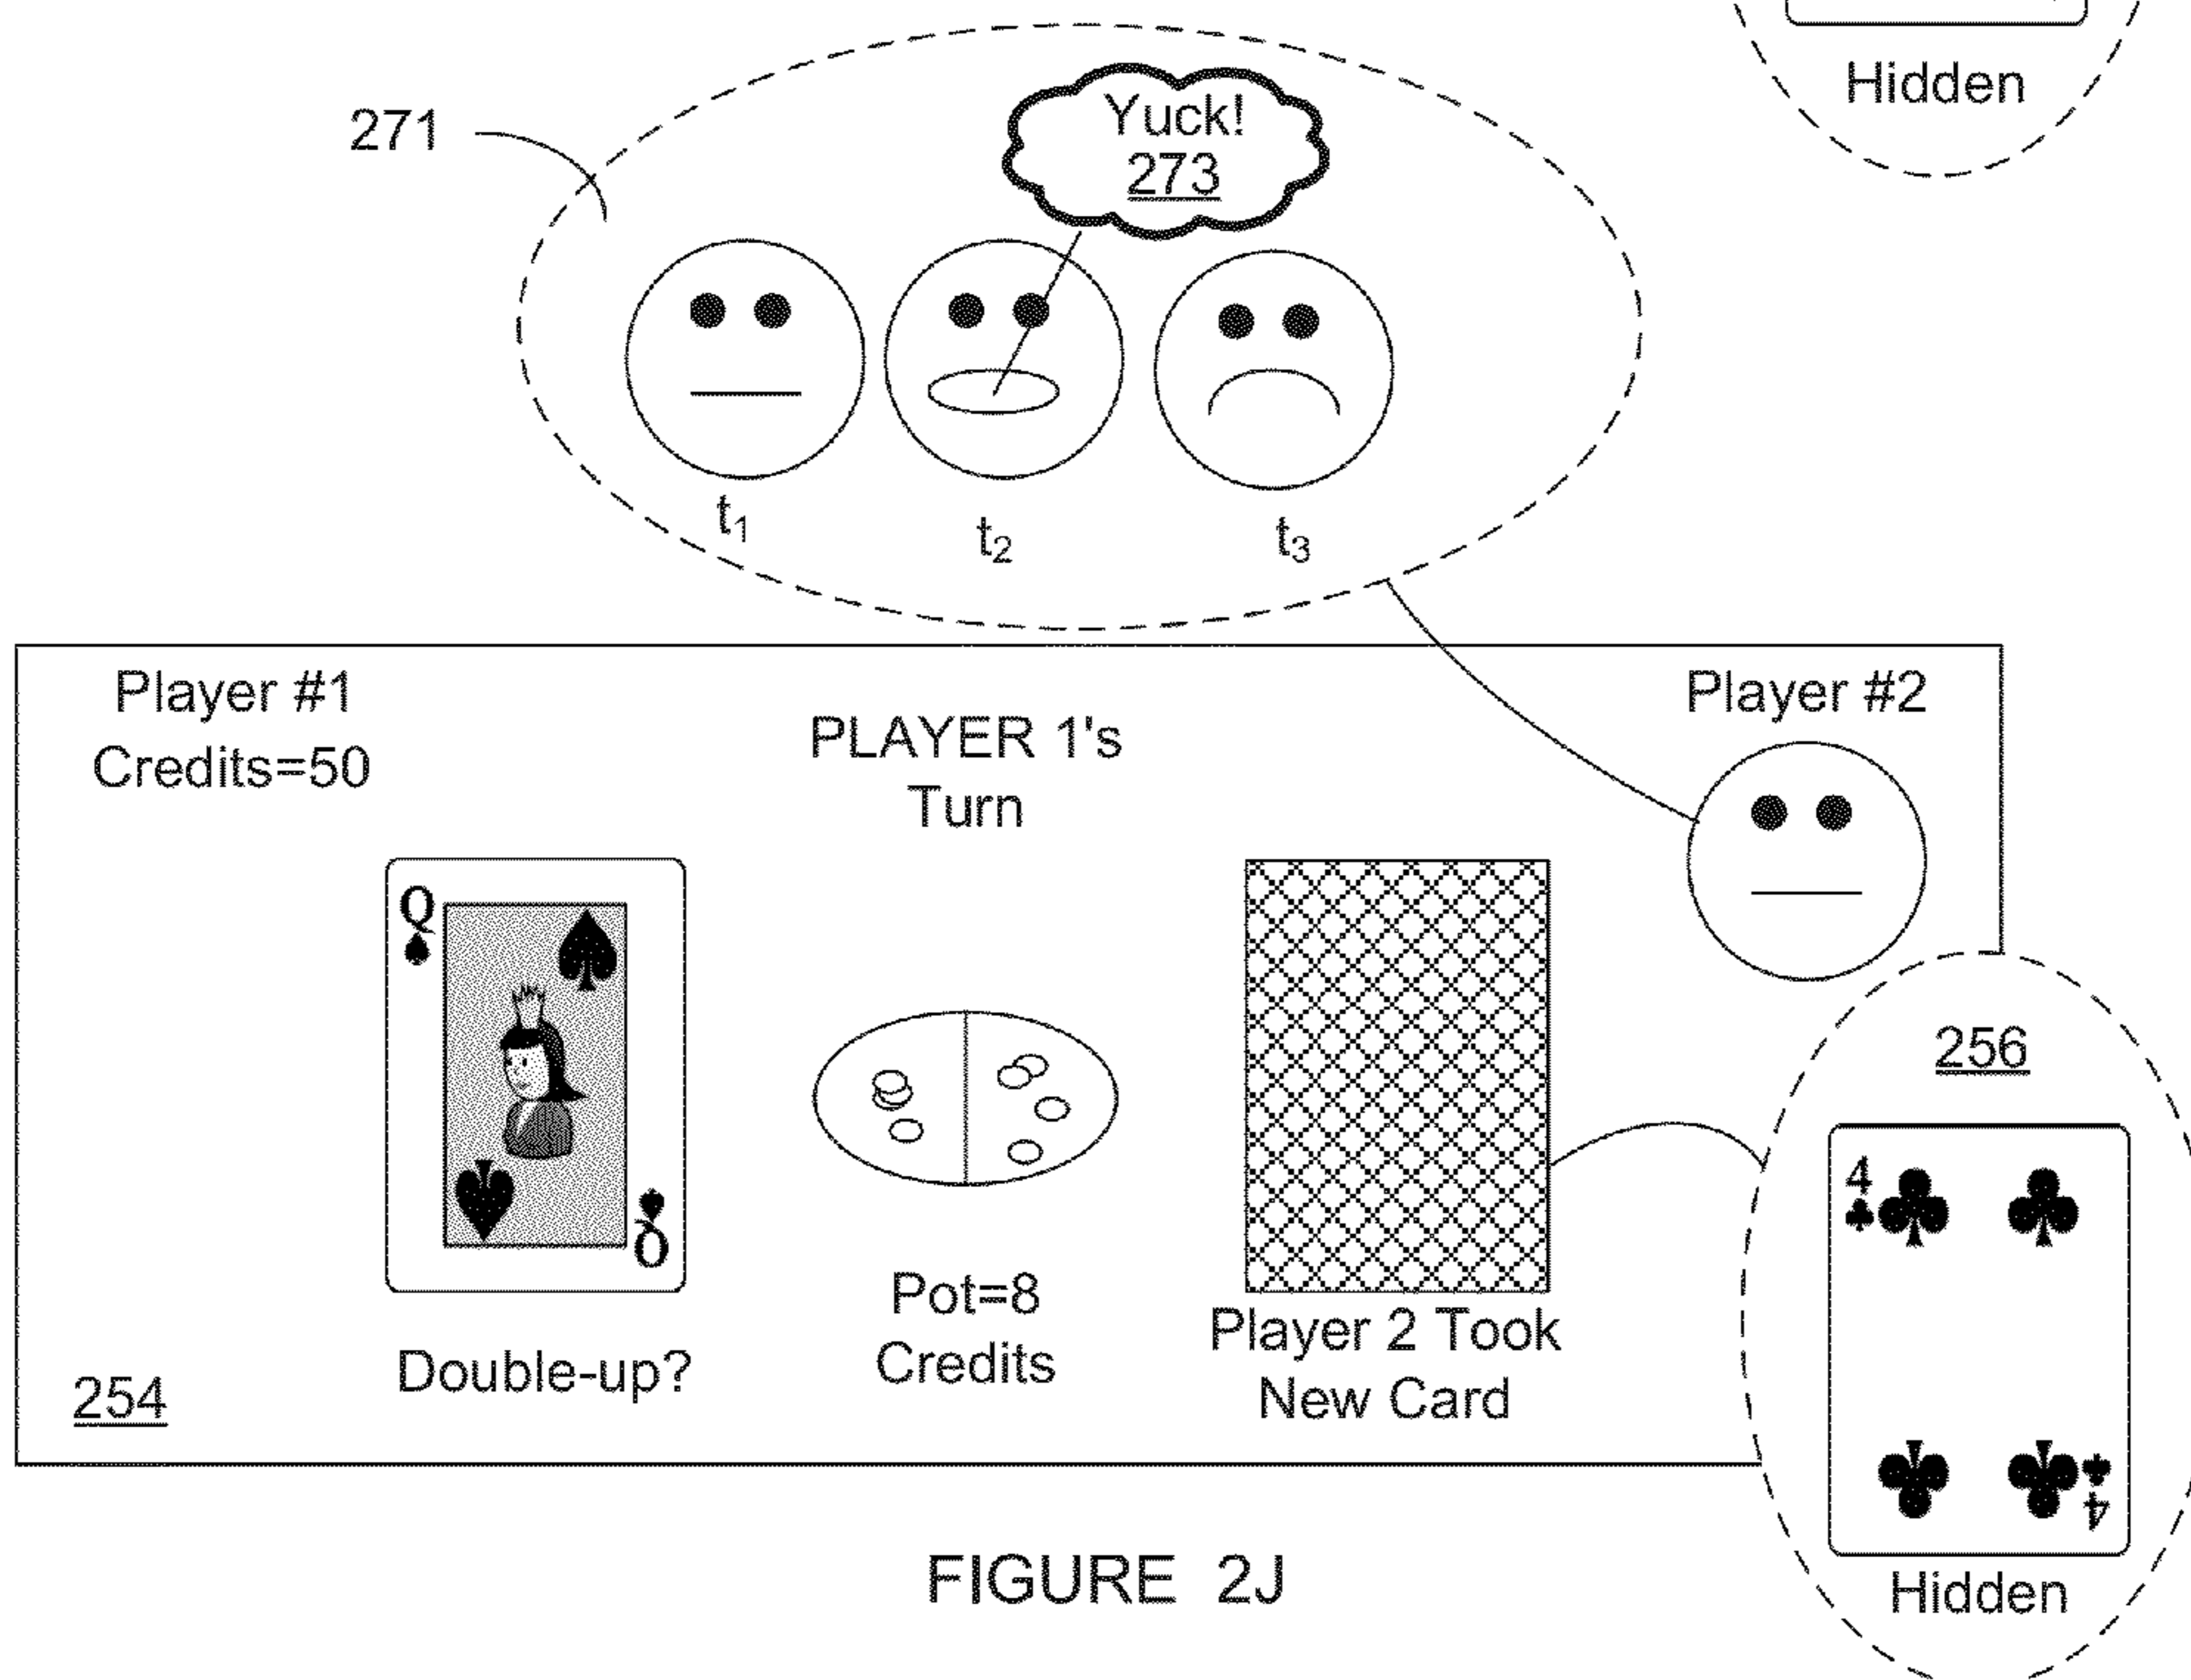 Hidden
271
Yuck!
273
t1
t2
t3
Player #1
Credits=50
PLAYER 1's
Turn
Player #2
Q
Q
Double-up?
Pot=8
Credits
Player 2 Took
New Card
254
256
4
4
Hidden
FIGURE 2J